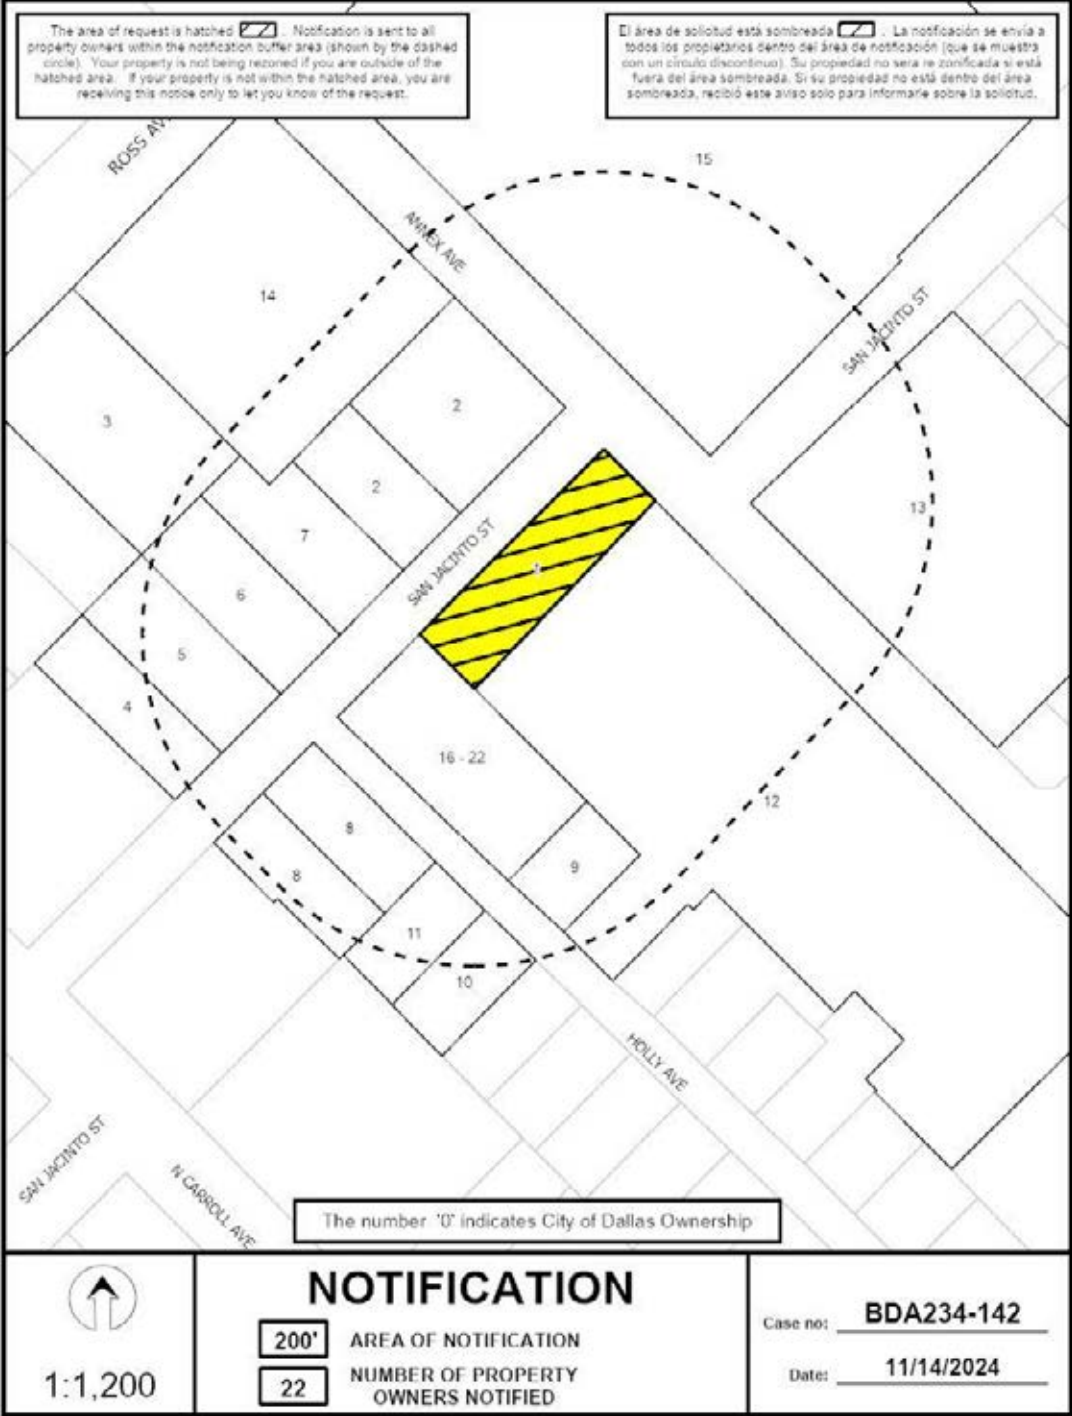 The area of request is hatched . Notification is sent to all
property owners within the notification buffer area (shown by the dashed
circle). Your property is not being rezoned if you are outside of the
hatched area. If your property is not within the hatched area, you are
receiving this notice only to let you know of the request.
El área de solicitud está sombreada . La notificación se envía a
todos los propietarios dentro del área de notificación (que se muestra
con un círculo discontinuo). Su propiedad no sera re zonificada si está
fuera del área sombreada. Si su propiedad no está dentro del área
sombreada, recibió este aviso solo para informarle sobre la solicitud.
ROSS AVE
15
ANNEX AVE
14
SAN JACINTO ST
3
2
2
13
7
SAN JACINTO ST
1
6
5
4
16 - 22
12
8
9
8
11
10
HOLLY AVE
SAN JACINTO ST
N CARROLL AVE
The number '0' indicates City of Dallas Ownership
1:1,200
NOTIFICATION
200' AREA OF NOTIFICATION
22 NUMBER OF PROPERTY
OWNERS NOTIFIED
Case no: BDA234-142
Date: 11/14/2024